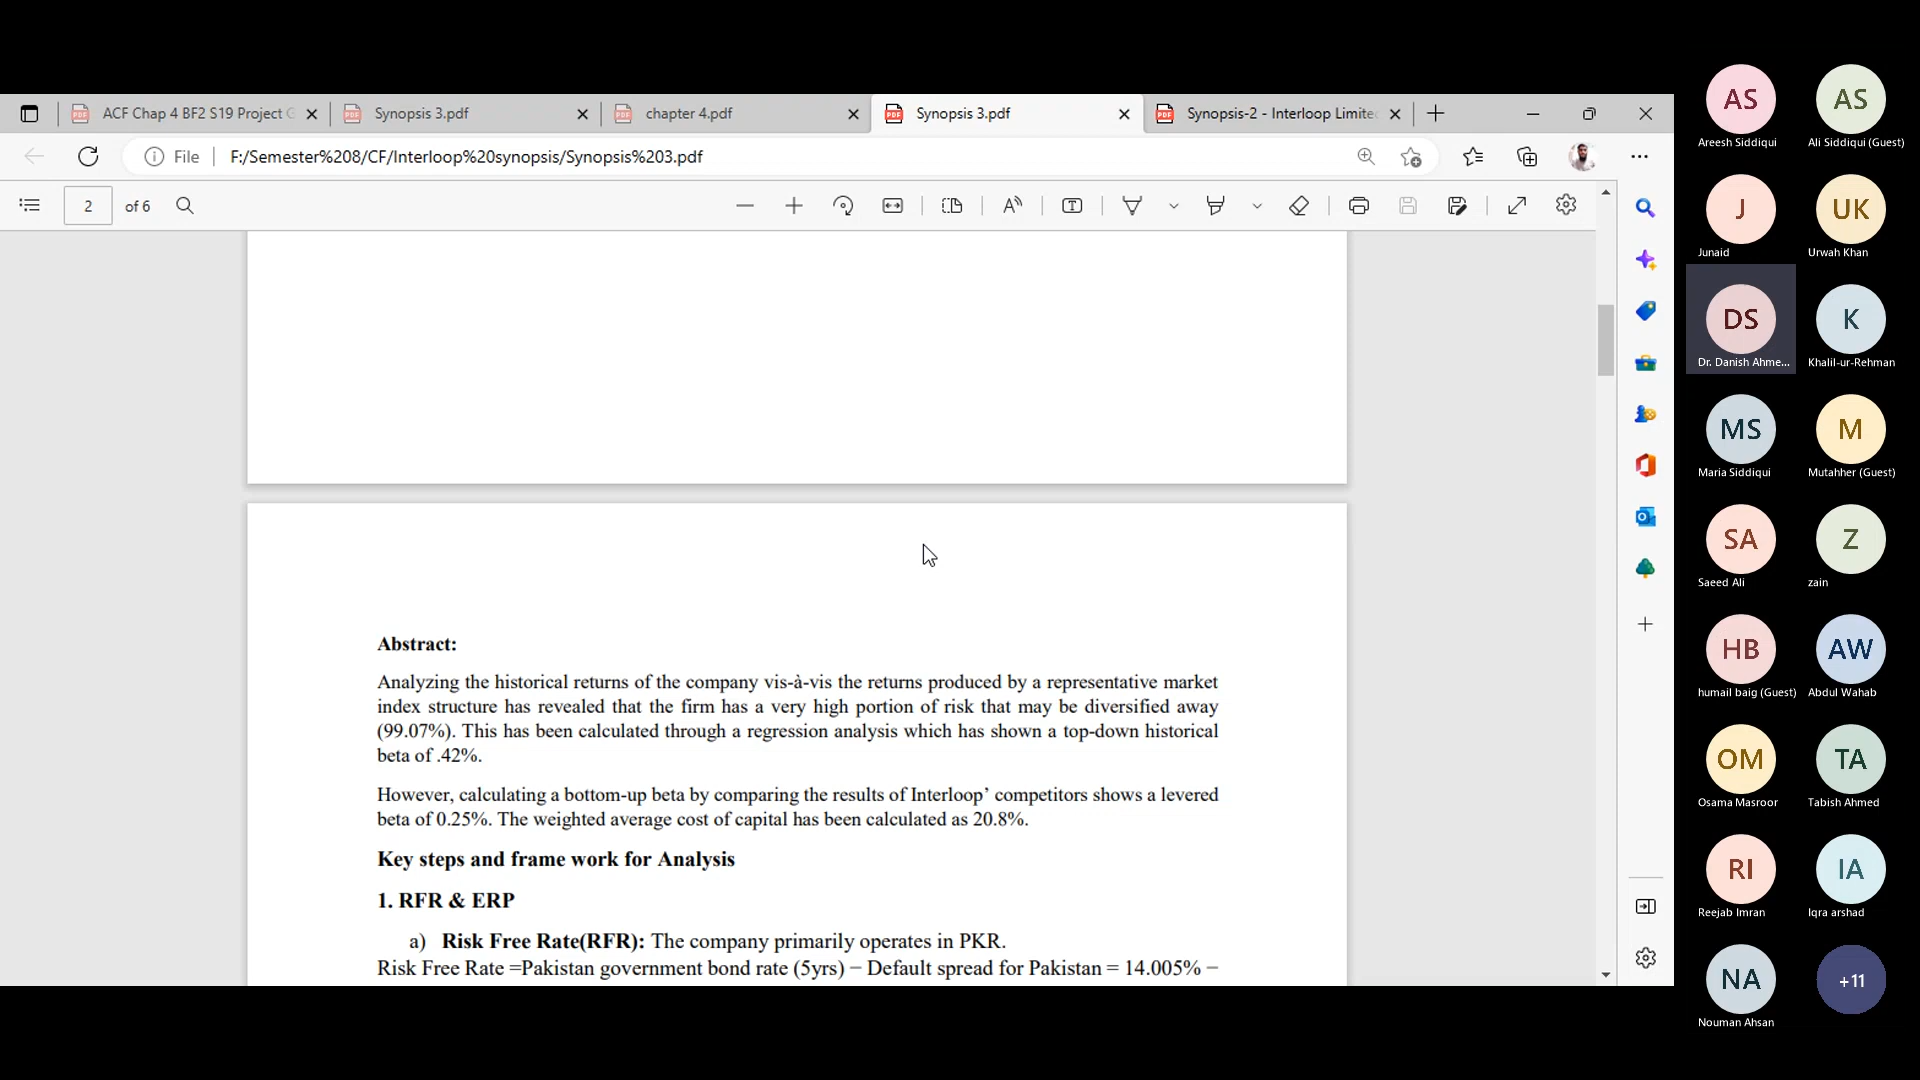 ACF Chap 4 BF2 S19 Project G
Synopsis 3.pdf
chapter 4.pdf
Synopsis 3.pdf
Synopsis-2 - Interloop Limite
File
F:/Semester%208/CF/Interloop%20synopsis/Synopsis%203.pdf
2
of 6
Abstract:
Analyzing the historical returns of the company vis-à-vis the returns produced by a representative market
index structure has revealed that the firm has a very high portion of risk that may be diversified away
(99.07%). This has been calculated through a regression analysis which has shown a top-down historical
beta of .42%.
However, calculating a bottom-up beta by comparing the results of Interloop’ competitors shows a levered
beta of 0.25%. The weighted average cost of capital has been calculated as 20.8%.
Key steps and frame work for Analysis
1. RFR & ERP
a) Risk Free Rate(RFR): The company primarily operates in PKR.
Risk Free Rate =Pakistan government bond rate (5yrs) − Default spread for Pakistan = 14.005% −
AS
Areesh Siddiqui
AS
Ali Siddiqui (Guest)
J
Junaid
UK
Urwah Khan
DS
Dr. Danish Ahme...
K
Khalil-ur-Rehman
MS
Maria Siddiqui
M
Mutahher (Guest)
SA
Saeed Ali
Z
zain
HB
humail baig (Guest)
AW
Abdul Wahab
OM
Osama Masroor
TA
Tabish Ahmed
RI
Reejab Imran
IA
Iqra arshad
NA
Nouman Ahsan
+11